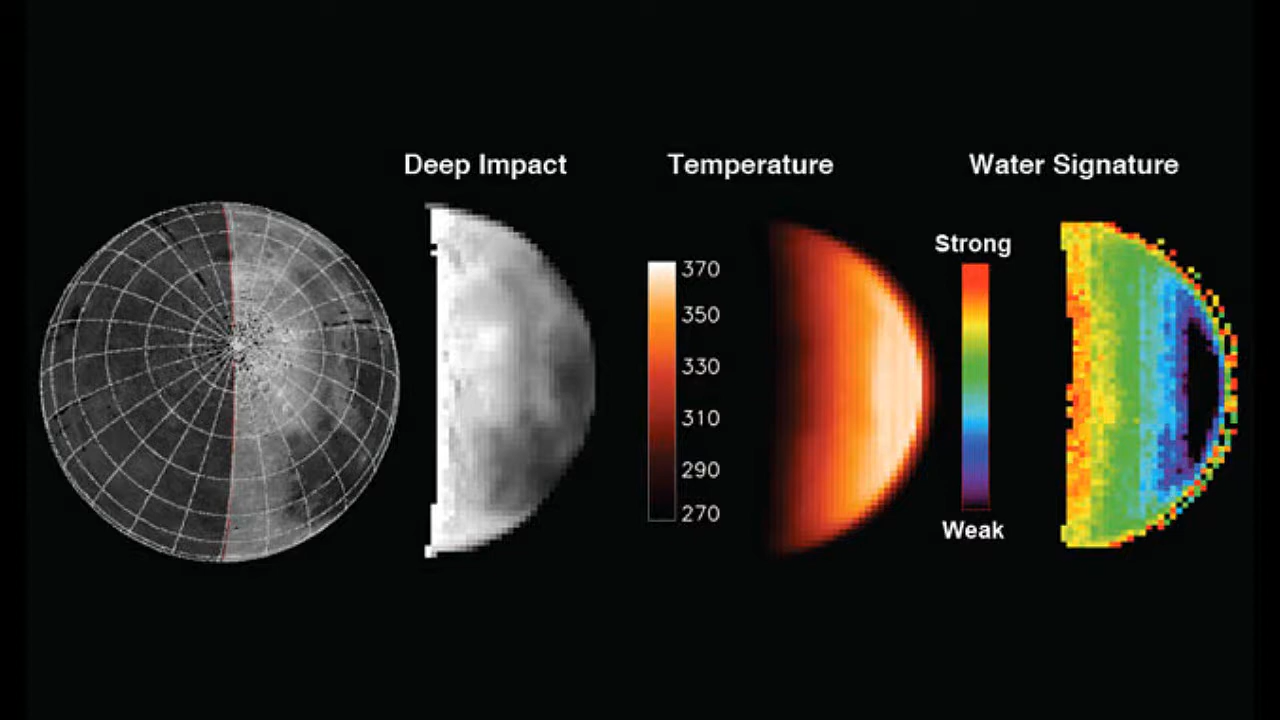 Deep Impact
Temperature
Water Signature
370
350
330
310
290
270
Strong
Weak